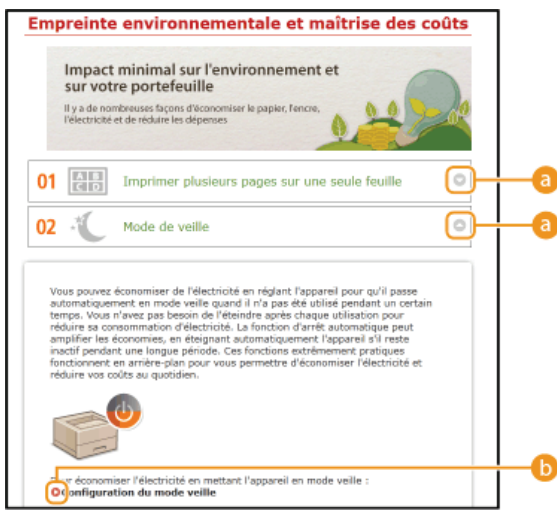 Empreinte environnementale et maîtrise des coûts
Impact minimal sur l'environnement et
sur votre portefeuille
Il y a de nombreuses façons d'économiser le papier, l'encre,
l'électricité et de réduire les dépenses
01 A B C D Imprimer plusieurs pages sur une seule feuille a
02 Mode de veille a
Vous pouvez économiser de l'électricité en réglant l'appareil pour qu'il passe
automatiquement en mode veille quand il n'a pas été utilisé pendant un certain
temps. Vous n'avez pas besoin de l'éteindre après chaque utilisation pour
réduire sa consommation d'électricité. La fonction d'arrêt automatique peut
amplifier les économies, en éteignant automatiquement l'appareil s'il reste
inactif pendant une longue période. Ces fonctions extrêmement pratiques
fonctionnent en arrière-plan pour vous permettre d'économiser l'électricité et
réduire vos coûts au quotidien.
b
économiser l'électricité en mettant l'appareil en mode veille :
Configuration du mode veille